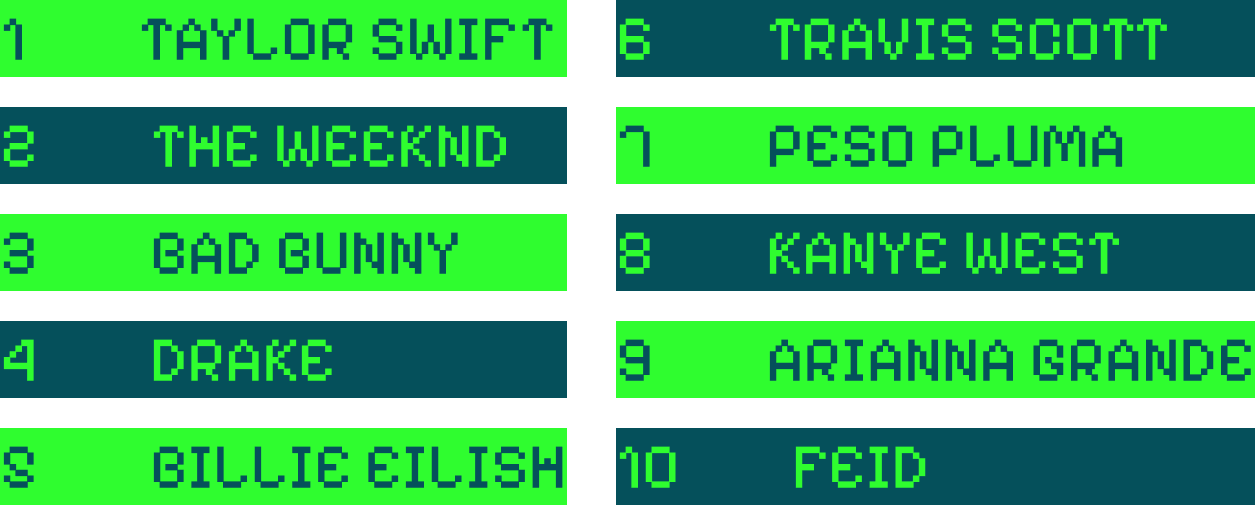 1 TAYLOR SWIFT
2 THE WEEKND
3 BAD BUNNY
4 DRAKE
5 BILLIE EILISH
6 TRAVIS SCOTT
7 PESO PLUMA
8 KANYE WEST
9 ARIANNA GRANDE
10 FEID